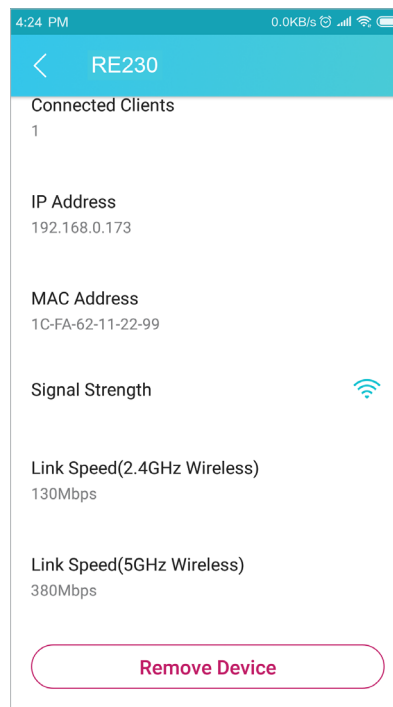 4:24 PM 0.0KB/s
RE230
Connected Clients
1
IP Address
192.168.0.173
MAC Address
1C-FA-62-11-22-99
Signal Strength
Link Speed(2.4GHz Wireless)
130Mbps
Link Speed(5GHz Wireless)
380Mbps
Remove Device